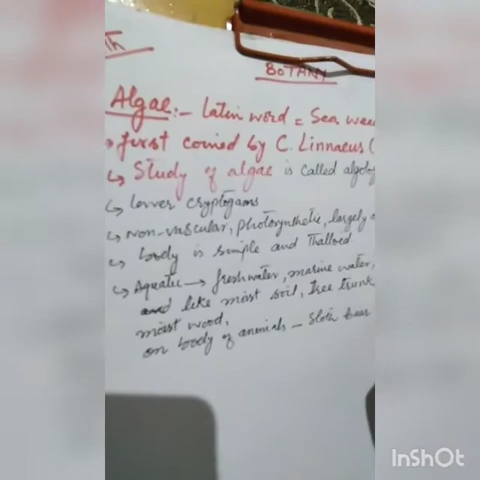 BOTANY
Algae:- Latin word = Sea
first coined by C. Linnaeus (
↳ Study of algae is called
↳ lower cryptogams
↳ non-vascular, photosynthetic, largely
↳ body is simple and Thalloid
↳ Aquatic → freshwater, marine water,
and like moist soil, tree trunk
moist wood,
on body of animals - Sloth bear
InShOt